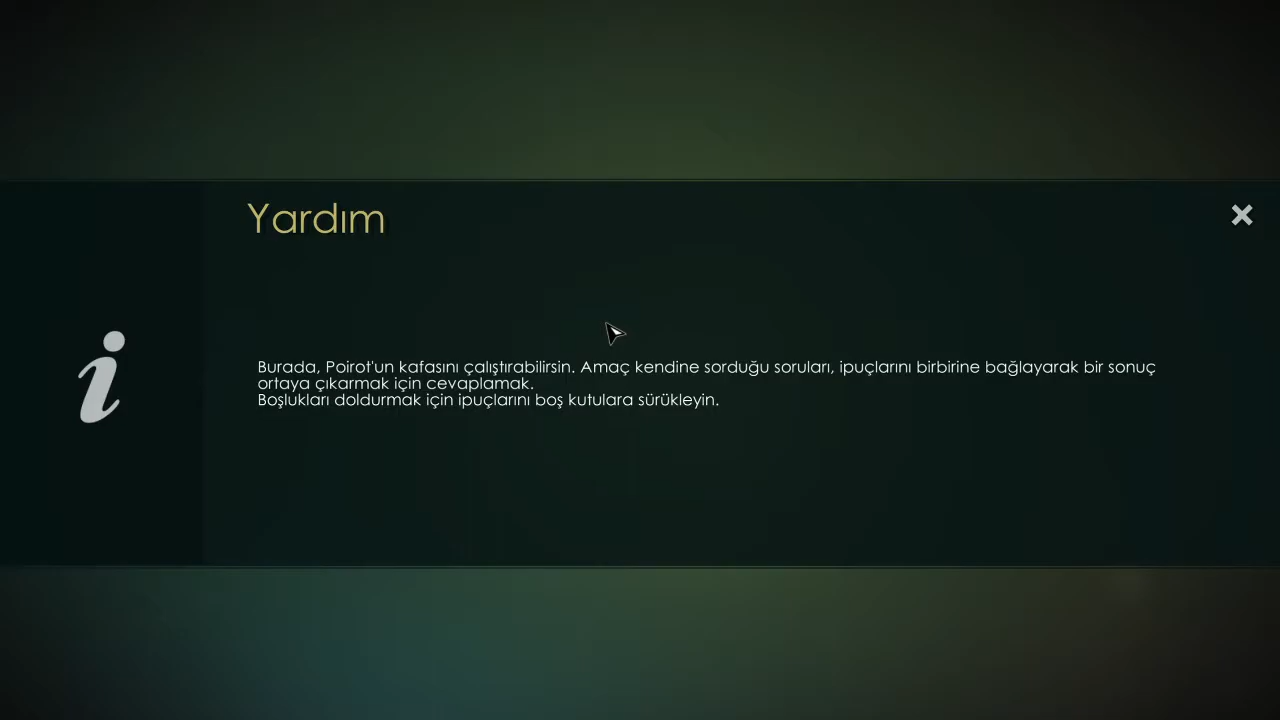 Yardım
Burada, Poirot'un kafasını çalıştırabilirsin. Amaç kendine sorduğu soruları, ipuçlarını birbirine bağlayarak bir sonuç
ortaya çıkarmak için cevaplamak.
Boşlukları doldurmak için ipuçlarını boş kutulara sürükleyin.